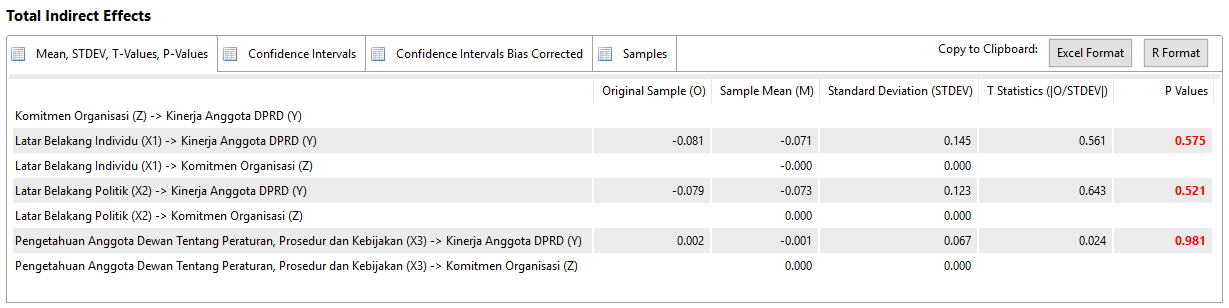 Total Indirect Effects
Mean, STDEV, T-Values, P-Values Confidence Intervals Confidence Intervals Bias Corrected Samples Copy to Clipboard: Excel Format R Format
Original Sample (O) Sample Mean (M) Standard Deviation (STDEV) T Statistics (|O/STDEV|) P Values
Komitmen Organisasi (Z) -> Kinerja Anggota DPRD (Y)
Latar Belakang Individu (X1) -> Kinerja Anggota DPRD (Y) -0.081 -0.071 0.145 0.561 0.575
Latar Belakang Individu (X1) -> Komitmen Organisasi (Z) -0.000 0.000
Latar Belakang Politik (X2) -> Kinerja Anggota DPRD (Y) -0.079 -0.073 0.123 0.643 0.521
Latar Belakang Politik (X2) -> Komitmen Organisasi (Z) 0.000 0.000
Pengetahuan Anggota Dewan Tentang Peraturan, Prosedur dan Kebijakan (X3) -> Kinerja Anggota DPRD (Y) 0.002 -0.001 0.067 0.024 0.981
Pengetahuan Anggota Dewan Tentang Peraturan, Prosedur dan Kebijakan (X3) -> Komitmen Organisasi (Z) 0.000 0.000